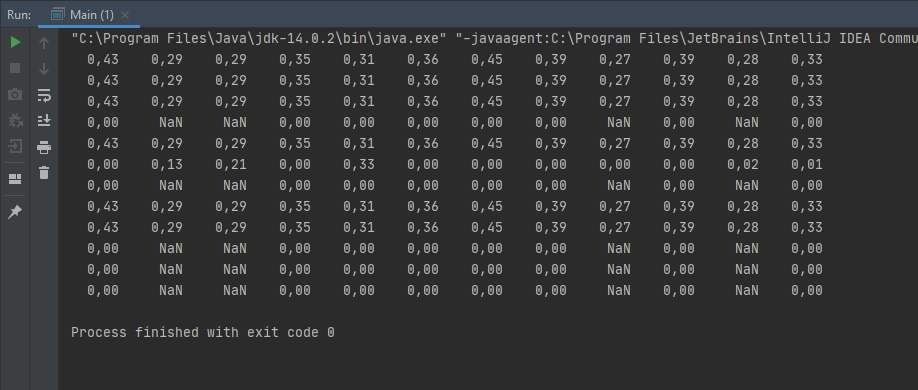 Run: Main (1)
"C:\Program Files\Java\jdk-14.0.2\bin\java.exe" "-javaagent:C:\Program Files\JetBrains\IntelliJ IDEA Commu
0,43 0,29 0,29 0,35 0,31 0,36 0,45 0,39 0,27 0,39 0,28 0,33
0,43 0,29 0,29 0,35 0,31 0,36 0,45 0,39 0,27 0,39 0,28 0,33
0,43 0,29 0,29 0,35 0,31 0,36 0,45 0,39 0,27 0,39 0,28 0,33
0,00 NaN NaN 0,00 0,00 0,00 0,00 0,00 NaN 0,00 NaN 0,00
0,43 0,29 0,29 0,35 0,31 0,36 0,45 0,39 0,27 0,39 0,28 0,33
0,00 0,13 0,21 0,00 0,33 0,00 0,00 0,00 0,00 0,00 0,02 0,01
0,00 NaN NaN 0,00 0,00 0,00 0,00 0,00 NaN 0,00 NaN 0,00
0,43 0,29 0,29 0,35 0,31 0,36 0,45 0,39 0,27 0,39 0,28 0,33
0,43 0,29 0,29 0,35 0,31 0,36 0,45 0,39 0,27 0,39 0,28 0,33
0,00 NaN NaN 0,00 0,00 0,00 0,00 0,00 NaN 0,00 NaN 0,00
0,00 NaN NaN 0,00 0,00 0,00 0,00 0,00 NaN 0,00 NaN 0,00
0,00 NaN NaN 0,00 0,00 0,00 0,00 0,00 NaN 0,00 NaN 0,00
Process finished with exit code 0